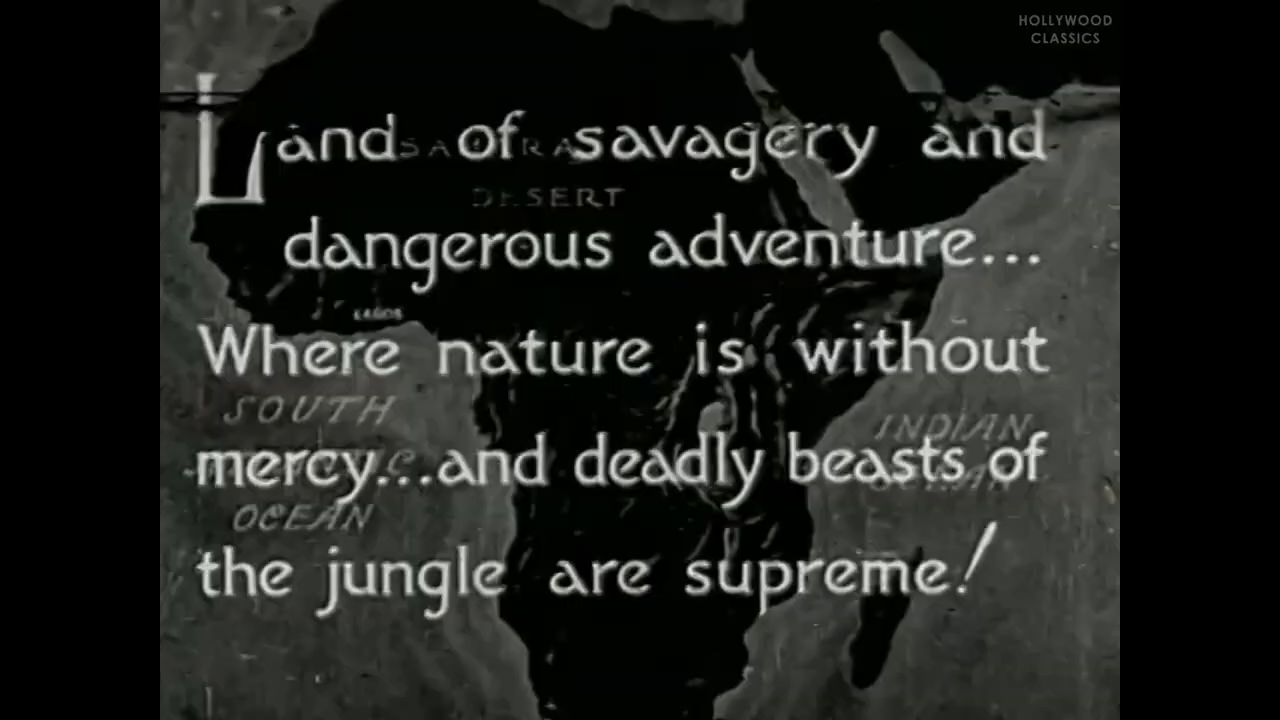 HOLLYWOOD
CLASSICS
Land of savagery and
DESERT
dangerous adventure...
LAGOS
Where nature is without
SOUTH
INDIAN
mercy...and deadly beasts of
OCEAN
the jungle are supreme!